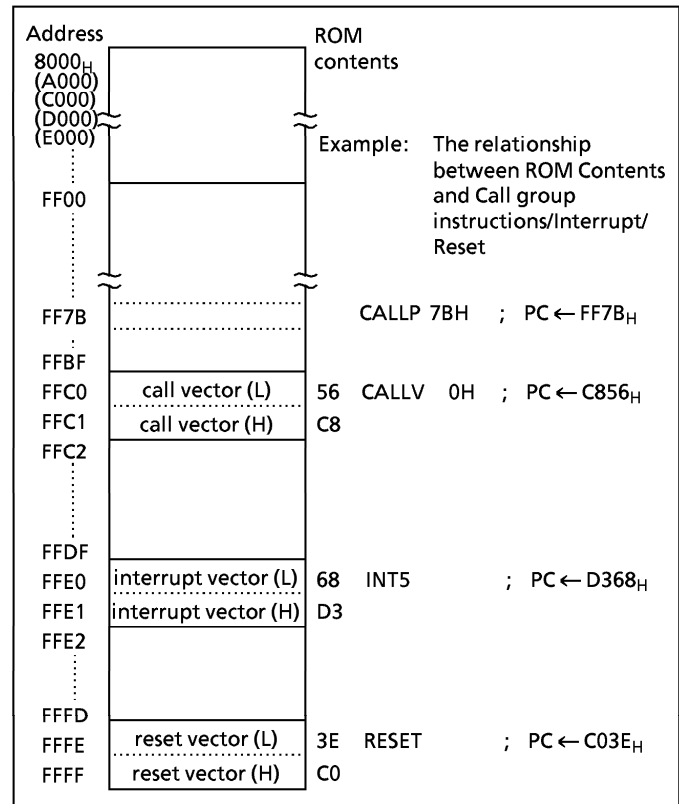 Address ROM
8000H contents
(A000)
(C000)
(D000)
(E000)
Example: The relationship
between ROM Contents
and Call group
instructions/Interrupt/
Reset
FF00
FF7B CALLP 7BH ; PC ← FF7BH
FFBF
FFC0 call vector (L) 56 CALLV 0H ; PC ← C856H
FFC1 call vector (H) C8
FFC2
FFDF
FFE0 interrupt vector (L) 68 INT5 ; PC ← D368H
FFE1 interrupt vector (H) D3
FFE2
FFFD
FFFE reset vector (L) 3E RESET ; PC ← C03EH
FFFF reset vector (H) C0